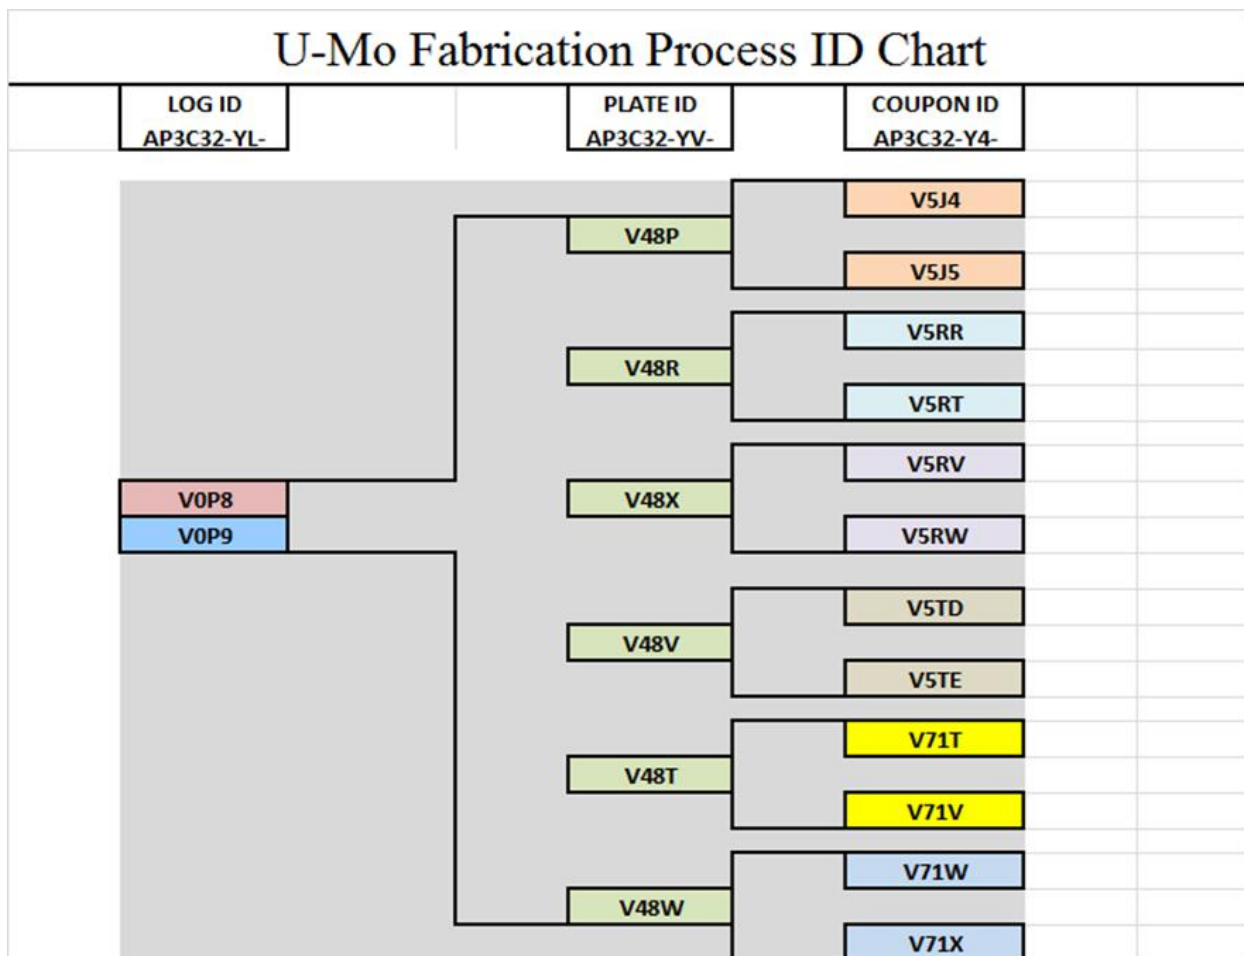 U-Mo Fabrication Process ID Chart
LOG ID
AP3C32-YL-
PLATE ID
AP3C32-YV-
COUPON ID
AP3C32-Y4-
V5J4
V48P
V5J5
V5RR
V48R
V5RT
V5RV
V0P8
V48X
V0P9
V5RW
V5TD
V48V
V5TE
V71T
V48T
V71V
V71W
V48W
V71X